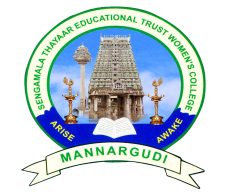 SENGAMALA THAYAAR EDUCATIONAL TRUST WOMEN'S COLLEGE
ARISE
AWAKE
MANNARGUDI